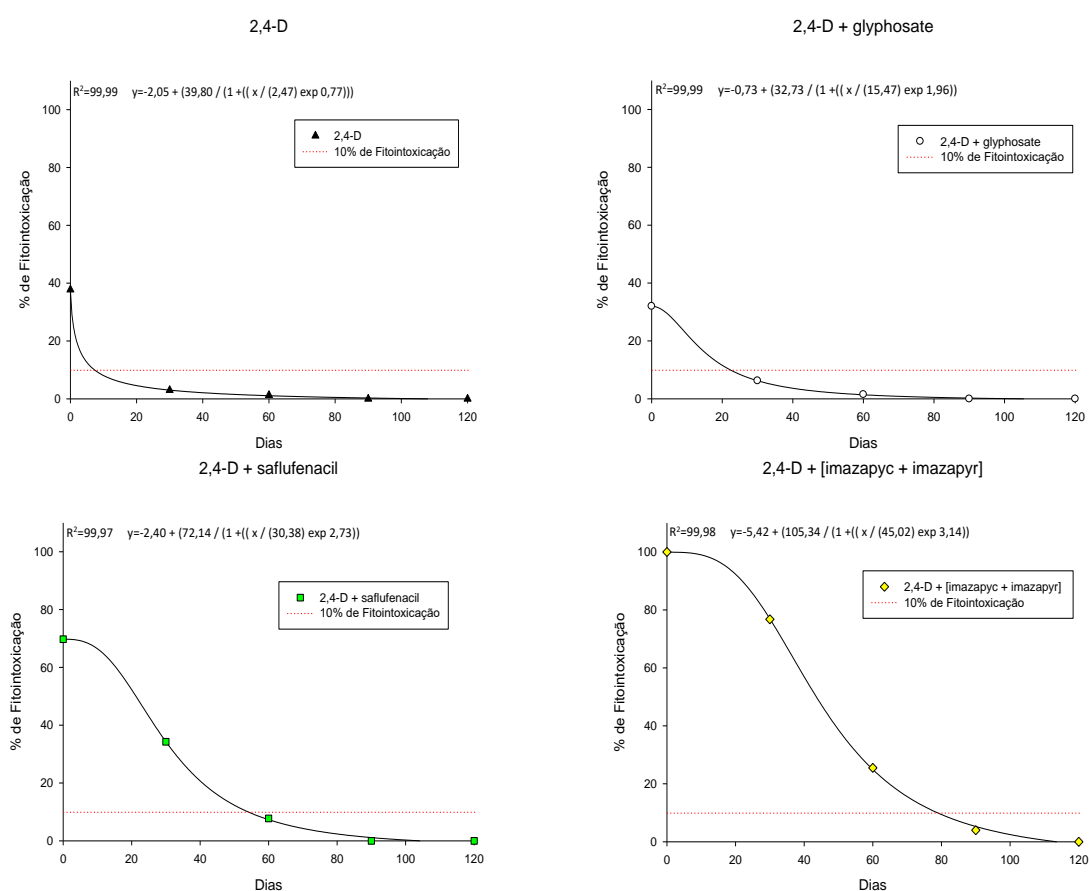 2,4-D
R²=99,99 y=-2,05 + (39,80 / (1 +(( x / (2,47) exp 0,77)))
2,4-D
10% de Fitointoxicação
100
80
60
40
20
0
% de Fitointoxicação
0 20 40 60 80 100 120
Dias
2,4-D + glyphosate
R²=99,99 y=-0,73 + (32,73 / (1 +(( x / (15,47) exp 1,96))
2,4-D + glyphosate
10% de Fitointoxicação
100
80
60
40
20
0
% de Fitointoxicação
0 20 40 60 80 100 120
Dias
2,4-D + saflufenacil
R²=99,97 y=-2,40 + (72,14 / (1 +(( x / (30,38) exp 2,73))
2,4-D + saflufenacil
10% de Fitointoxicação
100
80
60
40
20
0
% de Fitointoxicação
0 20 40 60 80 100 120
Dias
2,4-D + [imazapyc + imazapyr]
R²=99,98 y=-5,42 + (105,34 / (1 +(( x / (45,02) exp 3,14))
2,4-D + [imazapyc + imazapyr]
10% de Fitointoxicação
100
80
60
40
20
0
% de Fitointoxicação
0 20 40 60 80 100 120
Dias